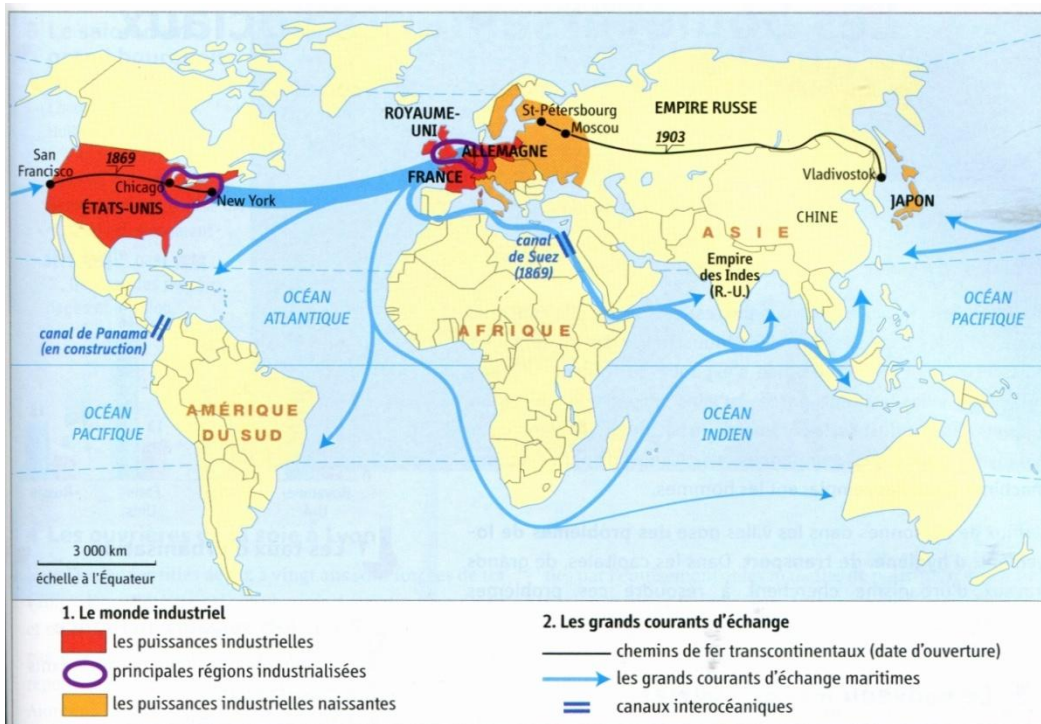 ROYAUME-
UNI
St-Pétersbourg
Moscou
EMPIRE RUSSE
1903
San
Francisco
1869
Chicago
New York
ÉTATS-UNIS
ALLEMAGNE
FRANCE
Vladivostok
JAPON
CHINE
ASIE
Empire
des Indes
(R.-U.)
canal
de Suez
(1869)
OCÉAN
ATLANTIQUE
AFRIQUE
OCÉAN
PACIFIQUE
canal de Panama
(en construction)
OCÉAN
PACIFIQUE
AMÉRIQUE
DU SUD
OCÉAN
INDIEN
3 000 km
échelle à l'Équateur
1. Le monde industriel
les puissances industrielles
principales régions industrialisées
les puissances industrielles naissantes
2. Les grands courants d'échange
chemins de fer transcontinentaux (date d'ouverture)
les grands courants d'échange maritimes
canaux interocéaniques